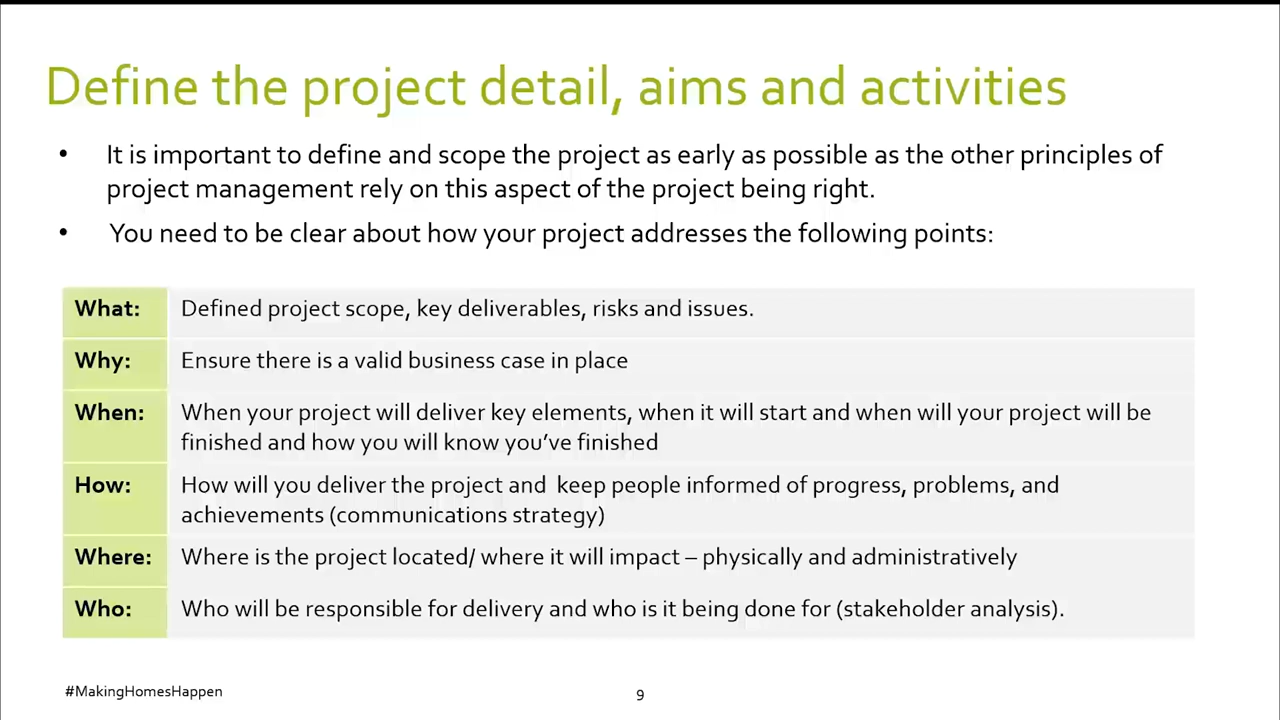 Define the project detail, aims and activities
• It is important to define and scope the project as early as possible as the other principles of
project management rely on this aspect of the project being right.
• You need to be clear about how your project addresses the following points:
What: Defined project scope, key deliverables, risks and issues.
Why: Ensure there is a valid business case in place
When: When your project will deliver key elements, when it will start and when will your project will be
finished and how you will know you’ve finished
How: How will you deliver the project and keep people informed of progress, problems, and
achievements (communications strategy)
Where: Where is the project located/ where it will impact – physically and administratively
Who: Who will be responsible for delivery and who is it being done for (stakeholder analysis).
#MakingHomesHappen
9